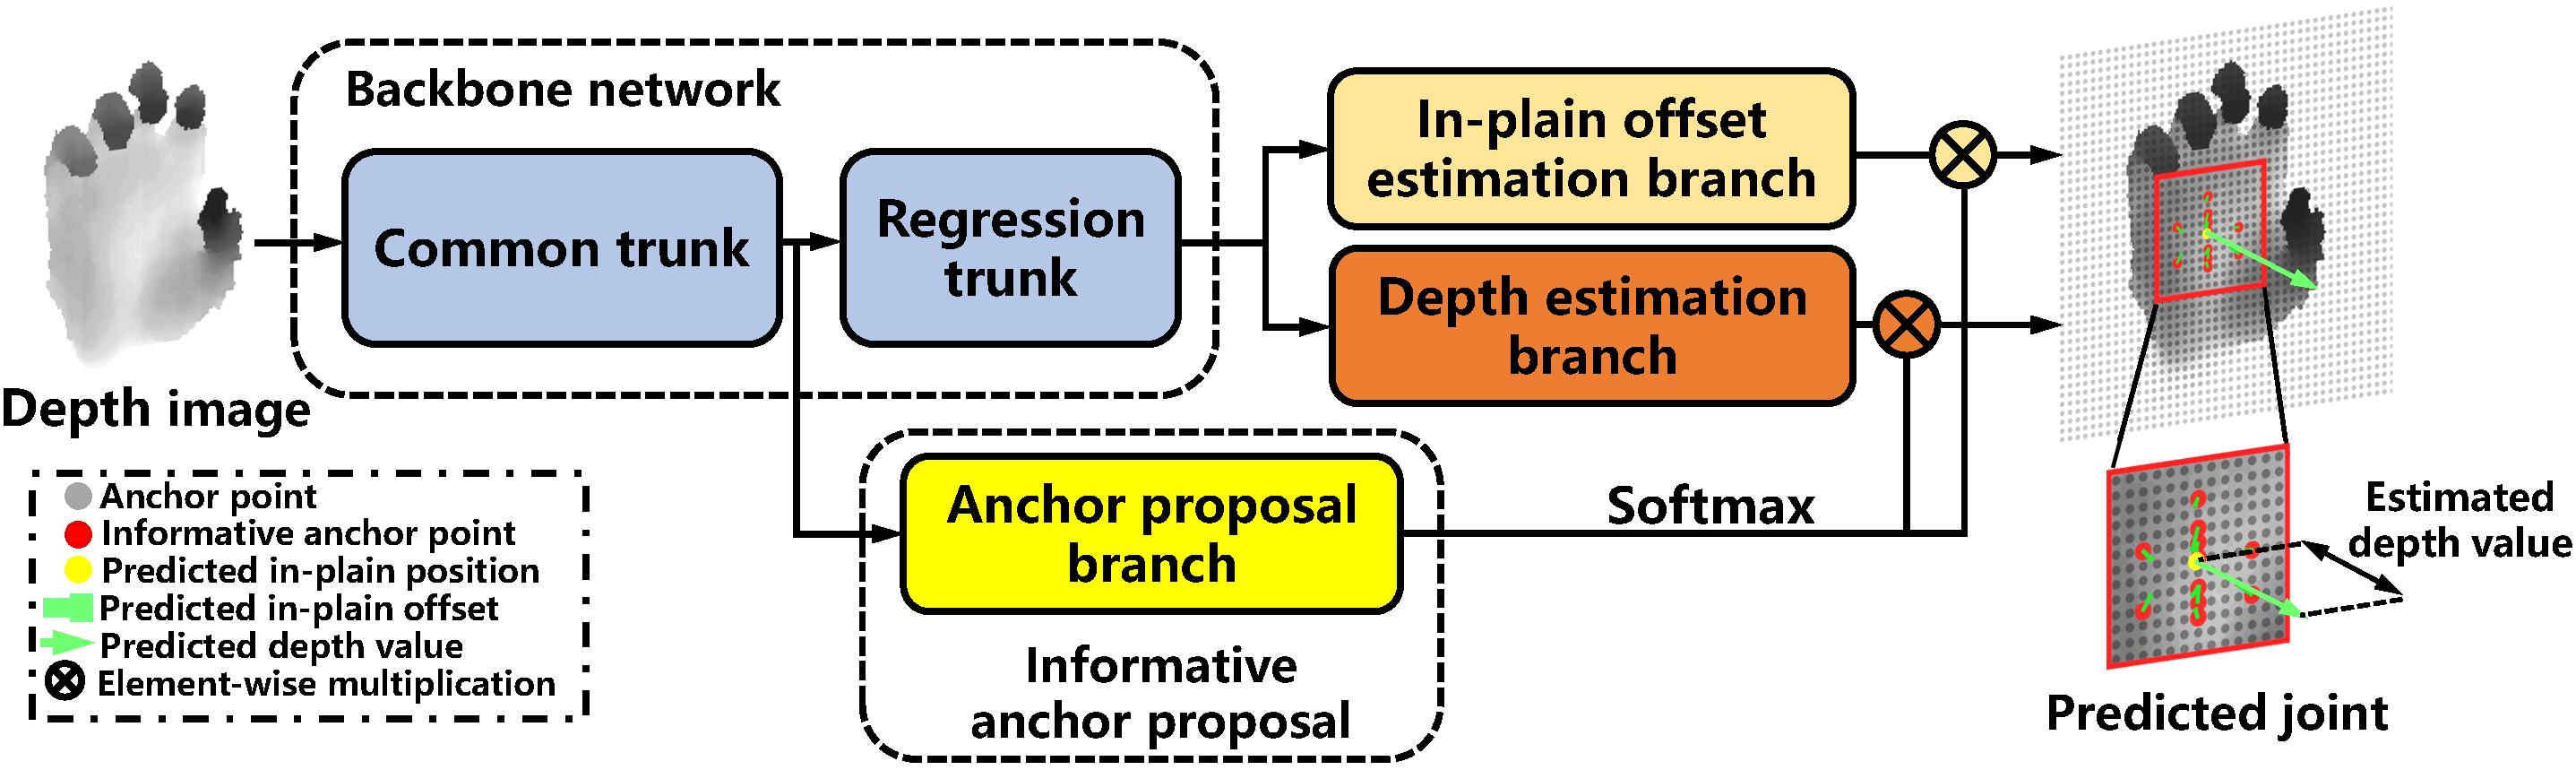 Backbone network
Common trunk
Regression
trunk
In-plain offset
estimation branch
Depth estimation
branch
Depth image
Anchor proposal
branch
Softmax
Informative
anchor proposal
Anchor point
Informative anchor point
Predicted in-plain position
Predicted in-plain offset
Predicted depth value
Element-wise multiplication
Estimated
depth value
Predicted joint